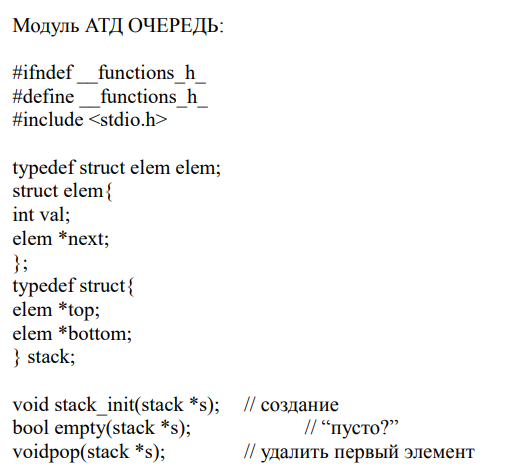 Модуль АТД ОЧЕРЕДЬ:
#ifndef __functions_h_
#define __functions_h_
#include <stdio.h>
typedef struct elem elem;
struct elem{
int val;
elem *next;
};
typedef struct{
elem *top;
elem *bottom;
} stack;
void stack_init(stack *s); // создание
bool empty(stack *s); // “пусто?”
voidpop(stack *s); // удалить первый элемент